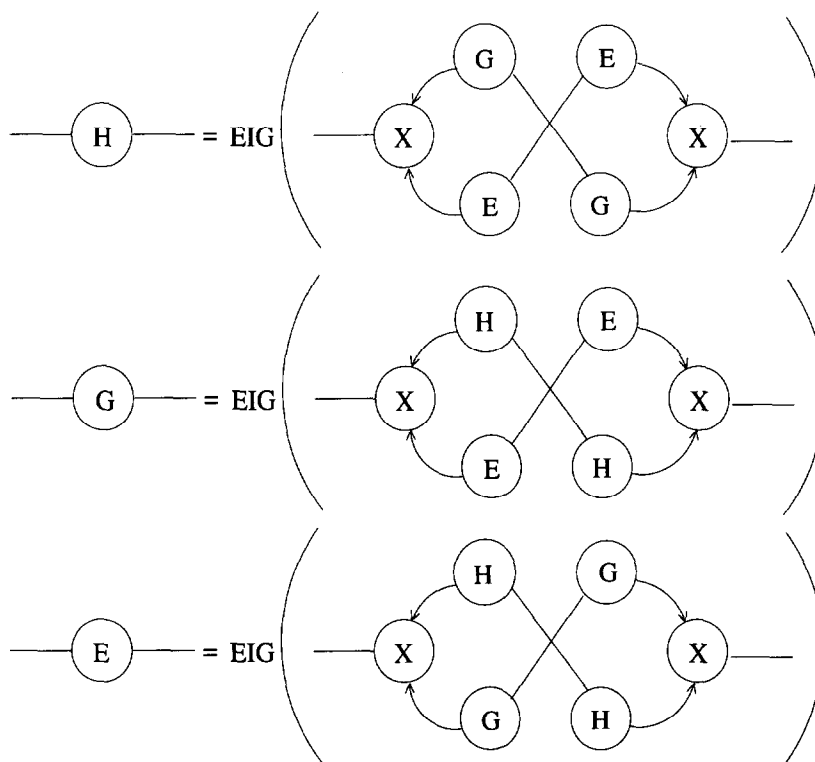 G E
H = EIG X X
E G
H E
G = EIG X X
E H
H G
E = EIG X X
G H